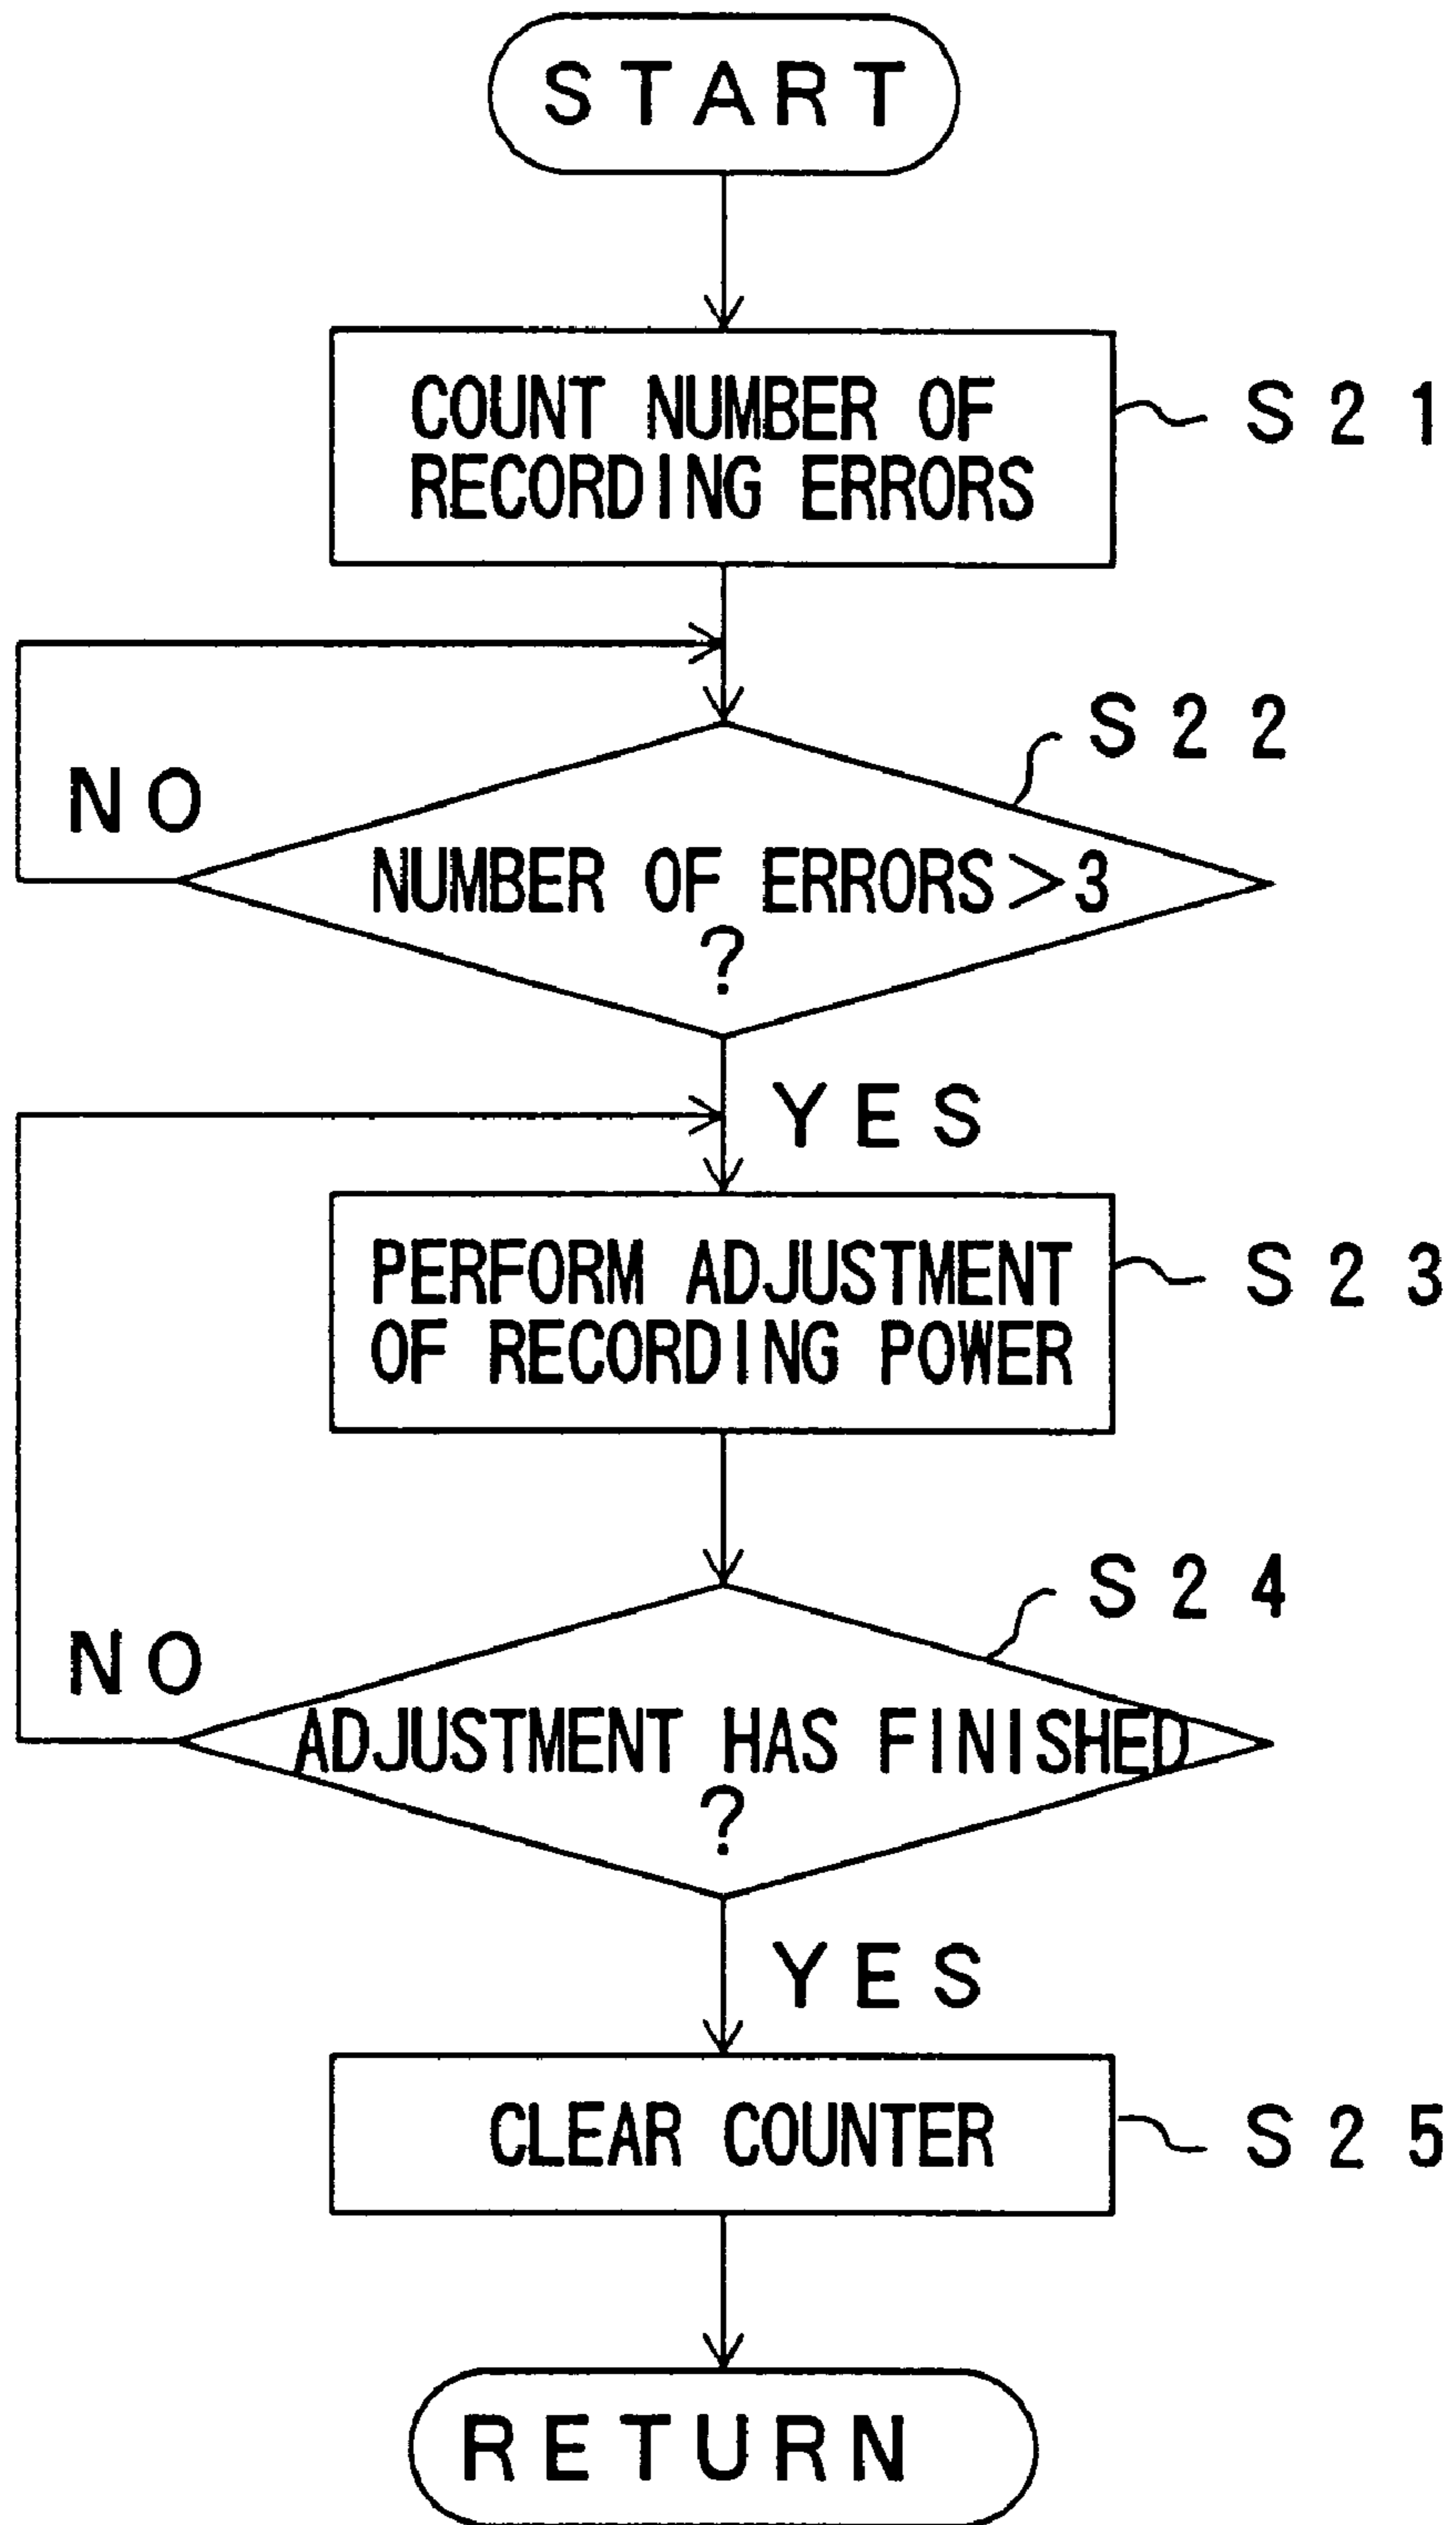 START
COUNT NUMBER OF
RECORDING ERRORS
S21
S22
NO
NUMBER OF ERRORS>3
?
YES
PERFORM ADJUSTMENT
OF RECORDING POWER
S23
S24
NO
ADJUSTMENT HAS FINISHED
?
YES
CLEAR COUNTER
S25
RETURN